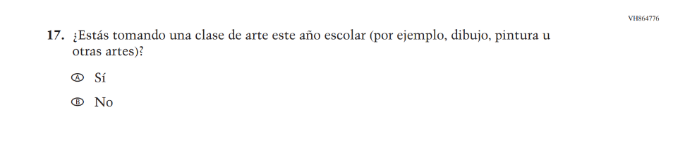 VH864776
17. ¿Estás tomando una clase de arte este año escolar (por ejemplo, dibujo, pintura u
otras artes)?
A Sí
B No